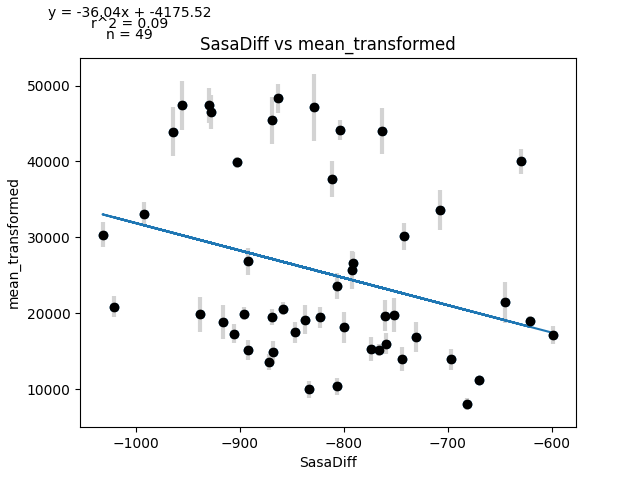 y = -36.04x + -4175.52
r^2 = 0.09
n = 49
SasaDiff vs mean_transformed
50000
40000
30000
20000
10000
mean_transformed
−1000
−900
−800
−700
−600
SasaDiff